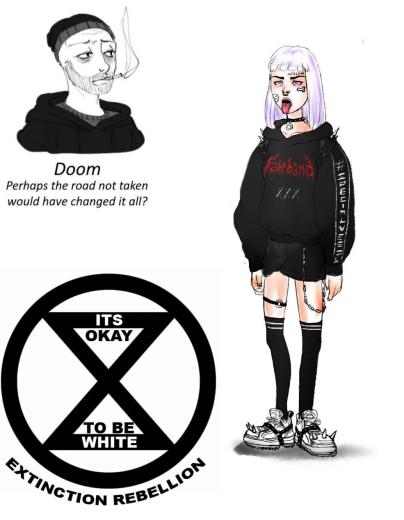 Doom
Perhaps the road not taken
would have changed it all?
Fakeband
XXX
ITS
OKAY
TO BE
WHITE
EXTINCTION REBELLION